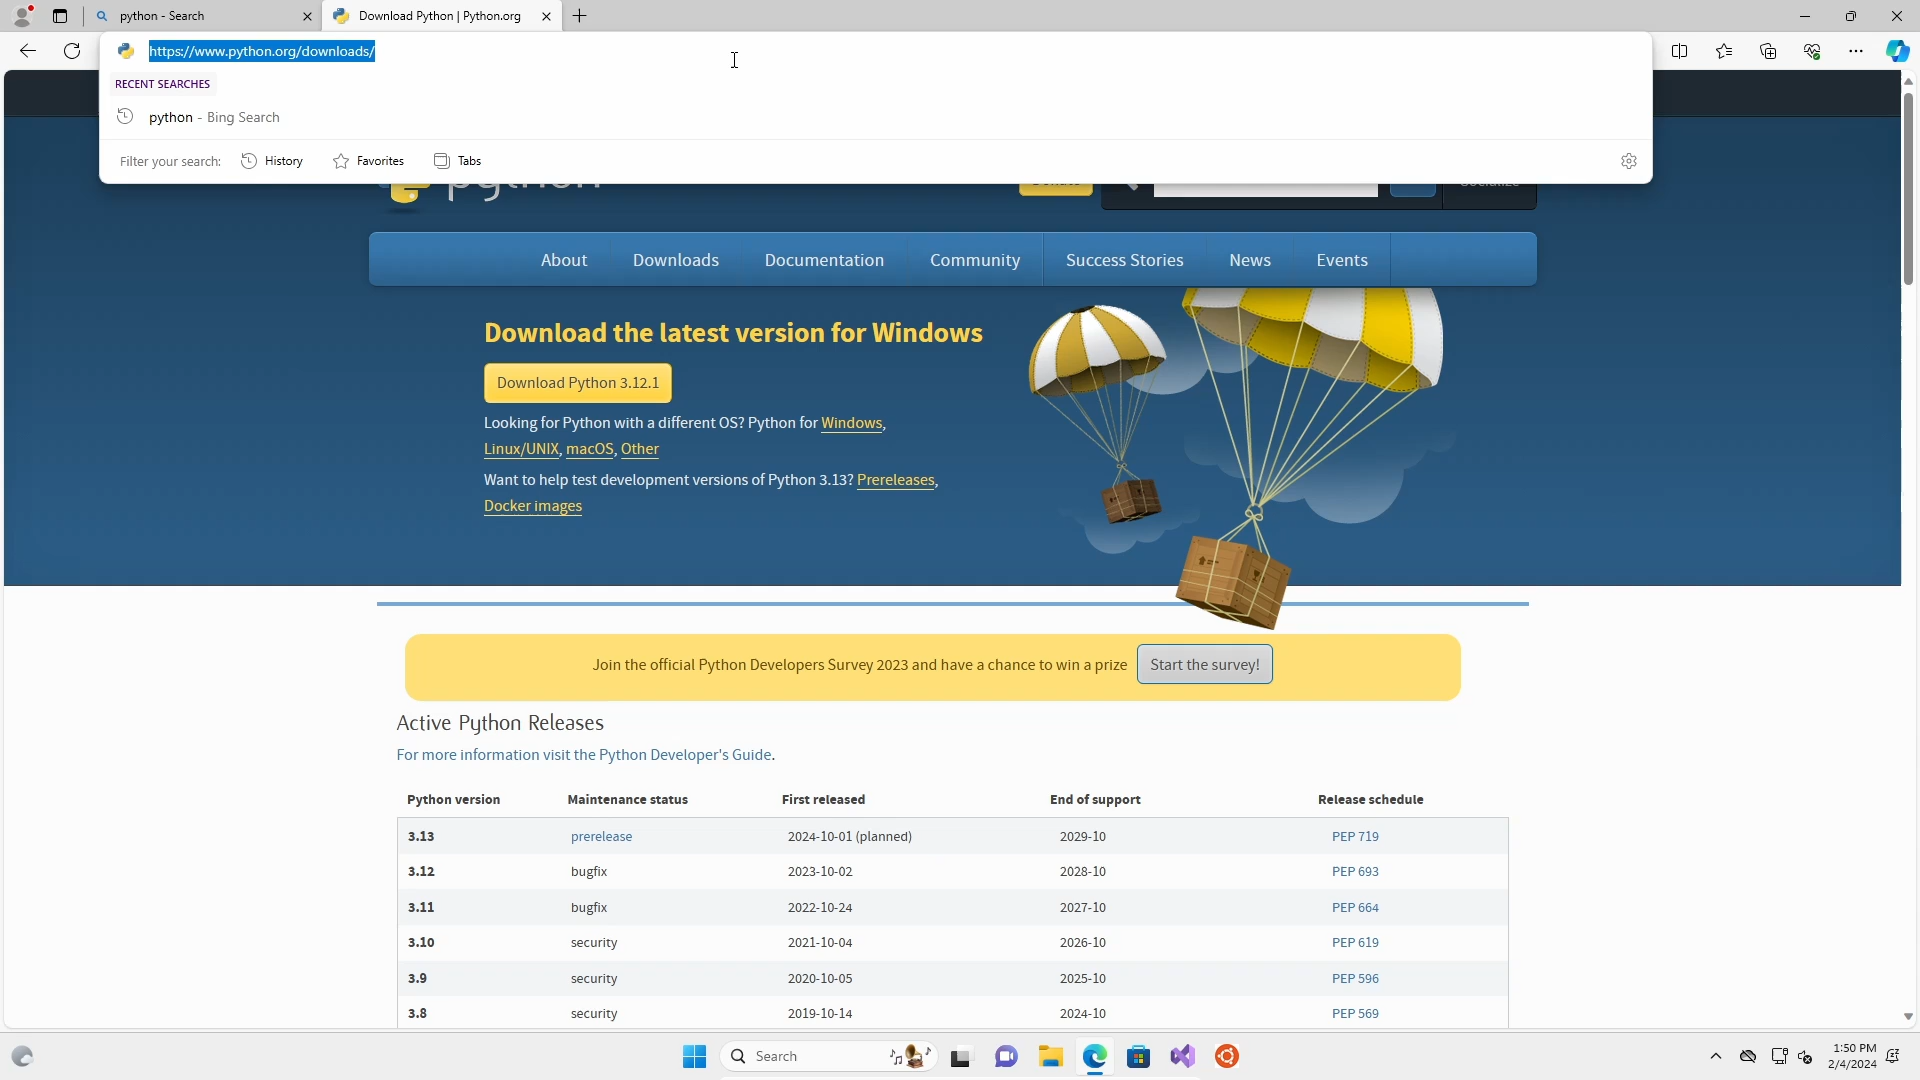 python - Search
Download Python | Python.org
https://www.python.org/downloads/
RECENT SEARCHES
python - Bing Search
Filter your search: History Favorites Tabs
python
Donate
Socialize
About Downloads Documentation Community Success Stories News Events
Download the latest version for Windows
Download Python 3.12.1
Looking for Python with a different OS? Python for Windows,
Linux/UNIX, macOS, Other
Want to help test development versions of Python 3.13? Prereleases,
Docker images
Join the official Python Developers Survey 2023 and have a chance to win a prize Start the survey!
Active Python Releases
For more information visit the Python Developer's Guide.
Python version Maintenance status First released End of support Release schedule
3.13 prerelease 2024-10-01 (planned) 2029-10 PEP 719
3.12 bugfix 2023-10-02 2028-10 PEP 693
3.11 bugfix 2022-10-24 2027-10 PEP 664
3.10 security 2021-10-04 2026-10 PEP 619
3.9 security 2020-10-05 2025-10 PEP 596
3.8 security 2019-10-14 2024-10 PEP 569
Search
1:50 PM
2/4/2024